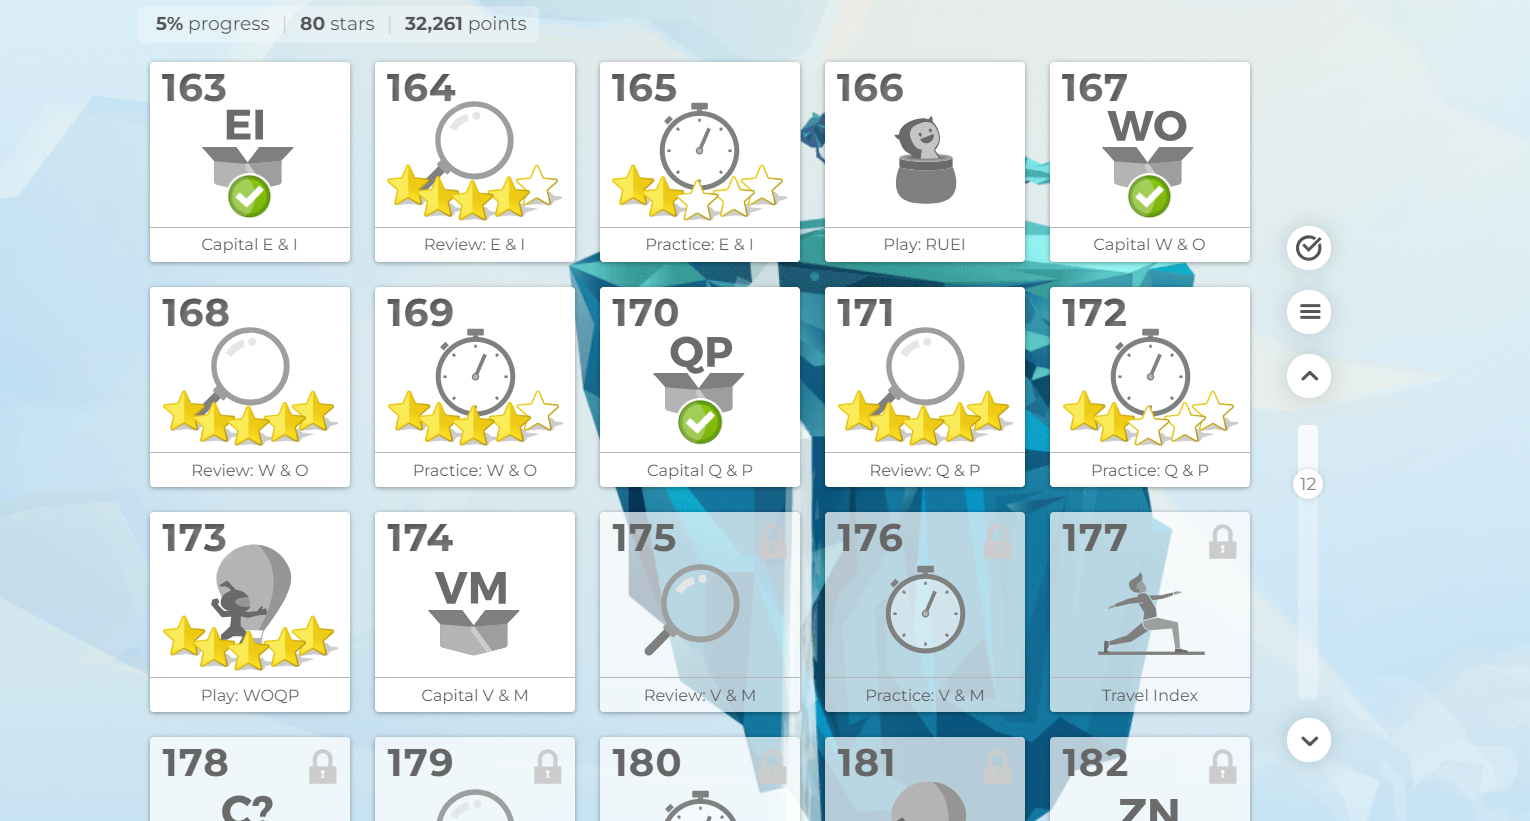 5% progress | 80 stars | 32,261 points
163
EI
Capital E & I
164
Review: E & I
165
Practice: E & I
166
Play: RUEI
167
WO
Capital W & O
168
Review: W & O
169
Practice: W & O
170
QP
Capital Q & P
171
Review: Q & P
172
Practice: Q & P
12
173
Play: WOQP
174
VM
Capital V & M
175
Review: V & M
176
Practice: V & M
177
Travel Index
178
C?
179
180
181
182
ZN